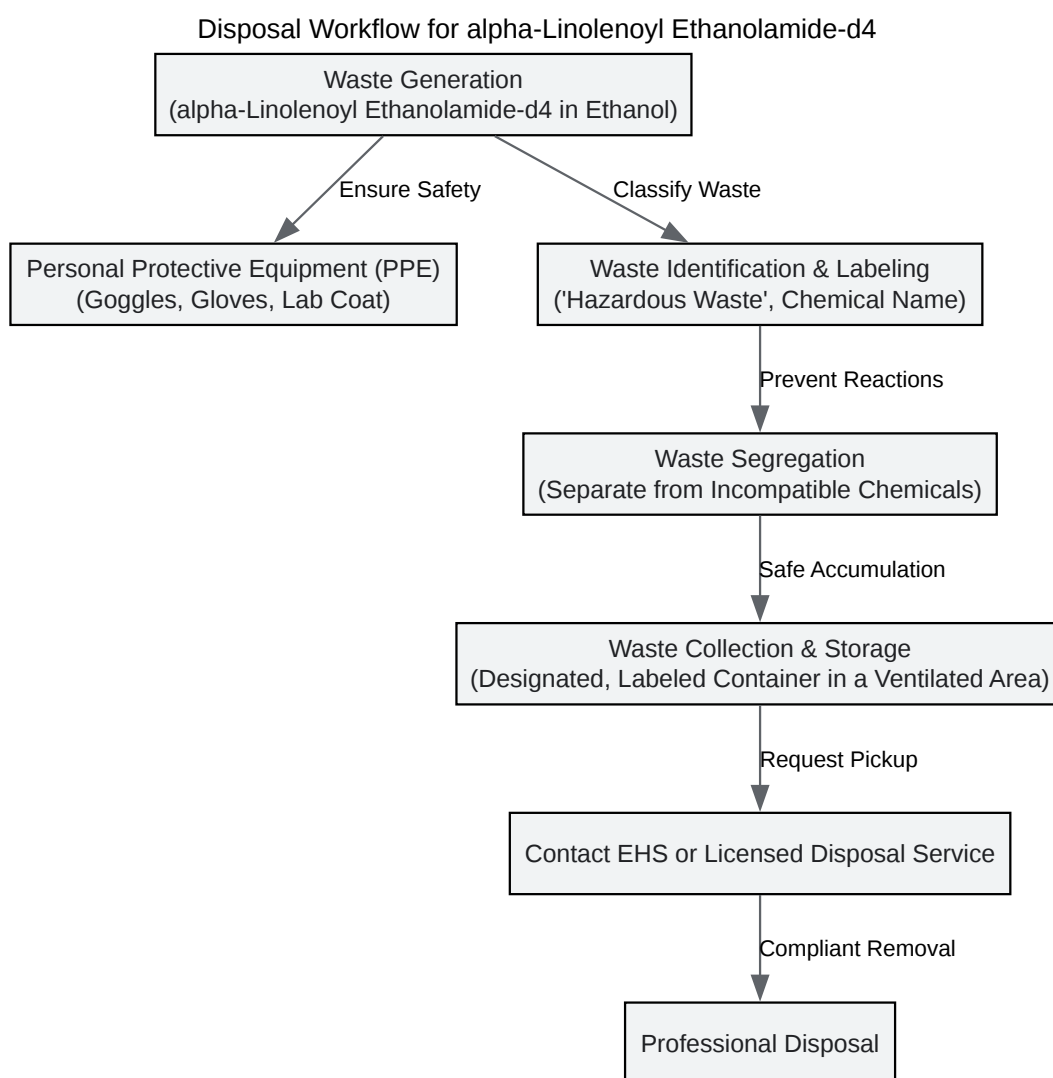 Disposal Workflow for alpha-Linolenoyl Ethanolamide-d4
Waste Generation
(alpha-Linolenoyl Ethanolamide-d4 in Ethanol)
Ensure Safety
Classify Waste
Personal Protective Equipment (PPE)
(Goggles, Gloves, Lab Coat)
Waste Identification & Labeling
('Hazardous Waste', Chemical Name)
Prevent Reactions
Waste Segregation
(Separate from Incompatible Chemicals)
Safe Accumulation
Waste Collection & Storage
(Designated, Labeled Container in a Ventilated Area)
Request Pickup
Contact EHS or Licensed Disposal Service
Compliant Removal
Professional Disposal